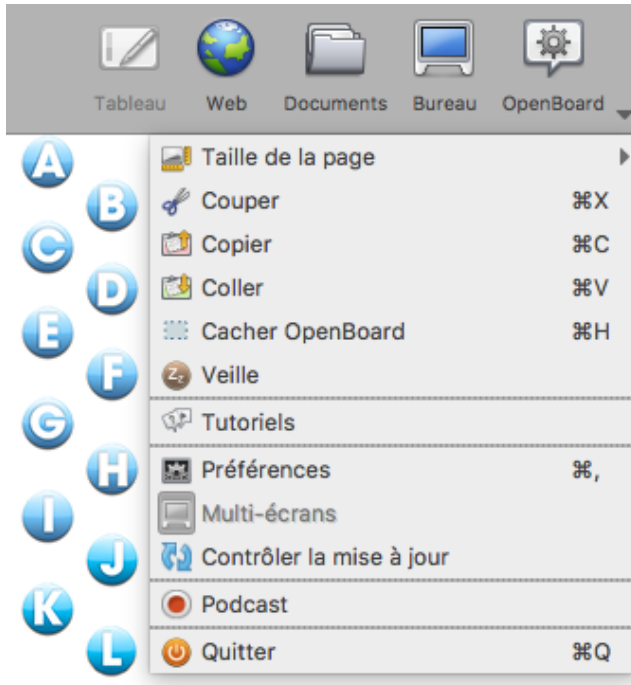 Tableau Web Documents Bureau OpenBoard
A Taille de la page
B Couper ⌘X
C Copier ⌘C
D Coller ⌘V
E Cacher OpenBoard ⌘H
F Veille
G Tutoriels
H Préférences ⌘,
I Multi-écrans
J Contrôler la mise à jour
K Podcast
L Quitter ⌘Q